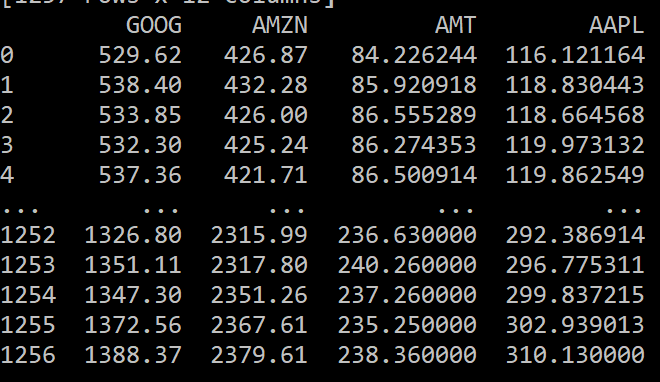 [1257 rows x 12 columns]
GOOG AMZN AMT AAPL
0 529.62 426.87 84.226244 116.121164
1 538.40 432.28 85.920918 118.830443
2 533.85 426.00 86.555289 118.664568
3 532.30 425.24 86.274353 119.973132
4 537.36 421.71 86.500914 119.862549
... ... ... ... ...
1252 1326.80 2315.99 236.630000 292.386914
1253 1351.11 2317.80 240.260000 296.775311
1254 1347.30 2351.26 237.260000 299.837215
1255 1372.56 2367.61 235.250000 302.939013
1256 1388.37 2379.61 238.360000 310.130000